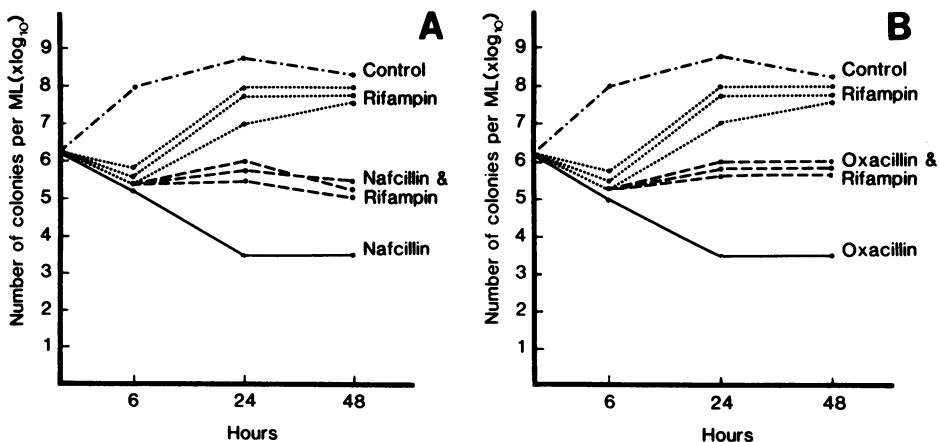 A
Number of colonies per ML(xlog10)
9
8
7
6
5
4
3
2
1
Control
Rifampin
Nafcillin &
Rifampin
Nafcillin
6
24
48
Hours
B
Number of colonies per ML(xlog10)
9
8
7
6
5
4
3
2
1
Control
Rifampin
Oxacillin &
Rifampin
Oxacillin
6
24
48
Hours